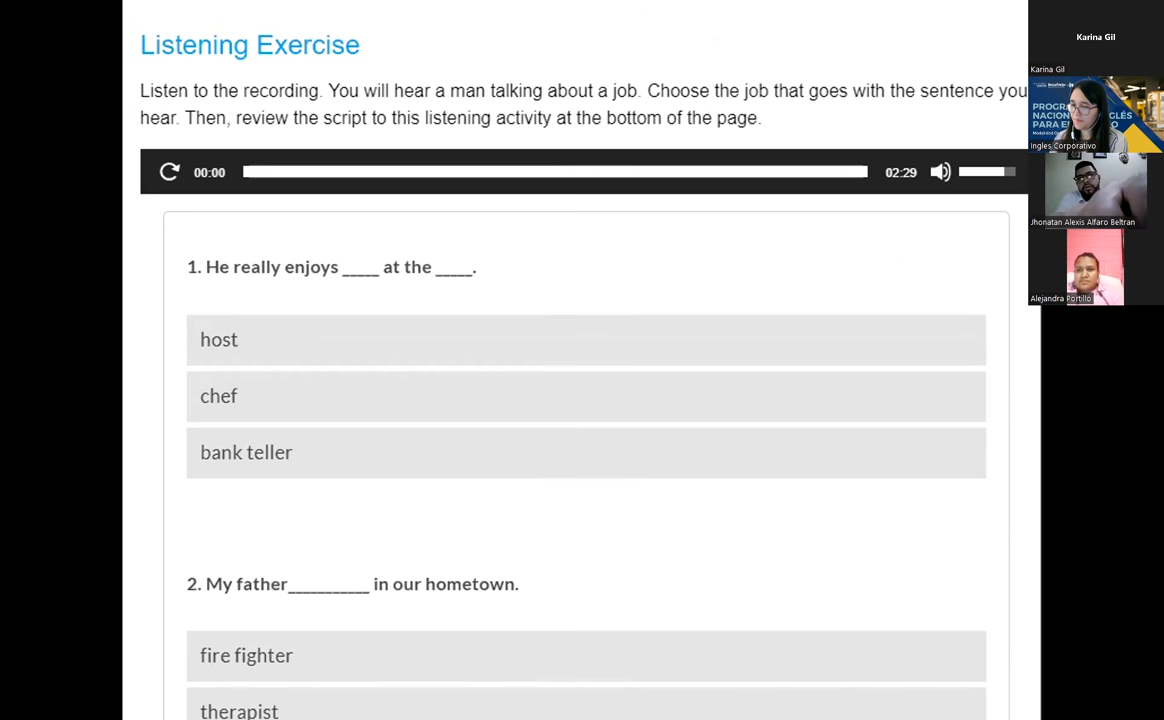 Listening Exercise
Listen to the recording. You will hear a man talking about a job. Choose the job that goes with the sentence you
hear. Then, review the script to this listening activity at the bottom of the page.
00:00
02:29
1. He really enjoys _____ at the _____.
host
chef
bank teller
2. My father___________ in our hometown.
fire fighter
therapist
Karina Gil
Karina Gil
Ingles Corporativo
Jhonatan Alexis Alfaro Beltran
Alejandra Portillo